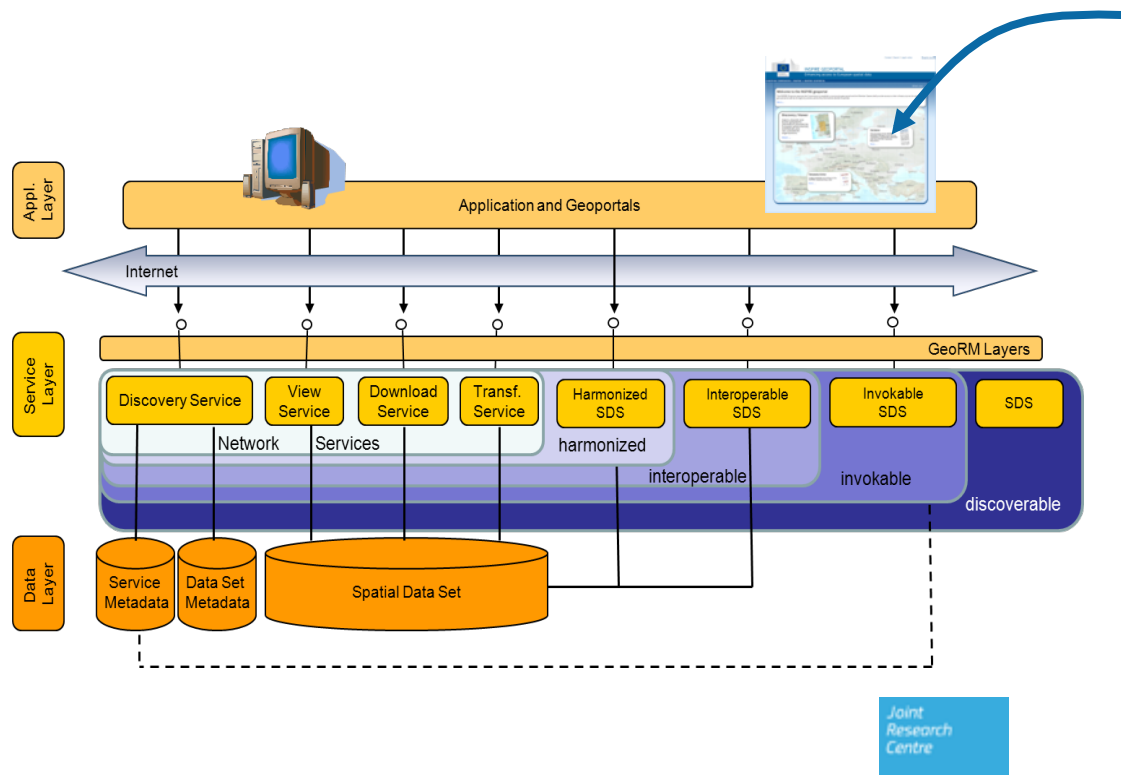 Appl.
Layer
Application and Geoportals
Internet
Service
Layer
GeoRM Layers
Discovery Service
View
Service
Download
Service
Transf.
Service
Harmonized
SDS
Interoperable
SDS
Invokable
SDS
SDS
Network Services
harmonized
interoperable
invokable
discoverable
Data
Layer
Service
Metadata
Data Set
Metadata
Spatial Data Set
Joint
Research
Centre